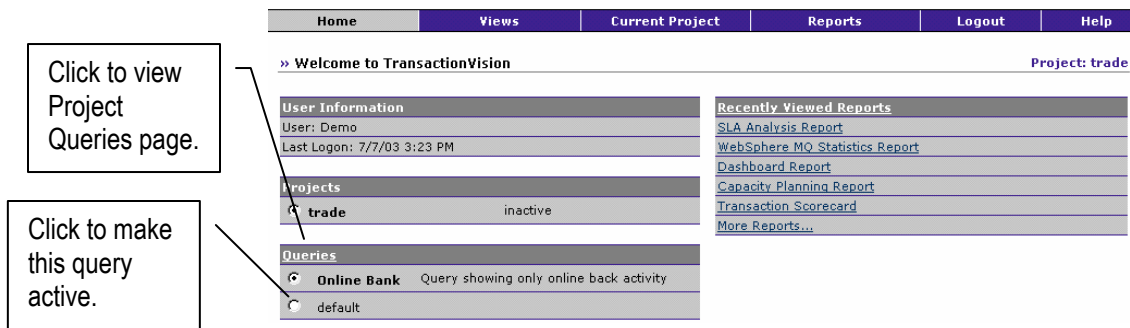 Home Views Current Project Reports Logout Help
» Welcome to TransactionVision Project: trade
Click to view
Project
Queries page.
User Information
User: Demo
Last Logon: 7/7/03 3:23 PM
Projects
trade inactive
Click to make
this query
active.
Queries
Online Bank Query showing only online back activity
default
Recently Viewed Reports
SLA Analysis Report
WebSphere MQ Statistics Report
Dashboard Report
Capacity Planning Report
Transaction Scorecard
More Reports...